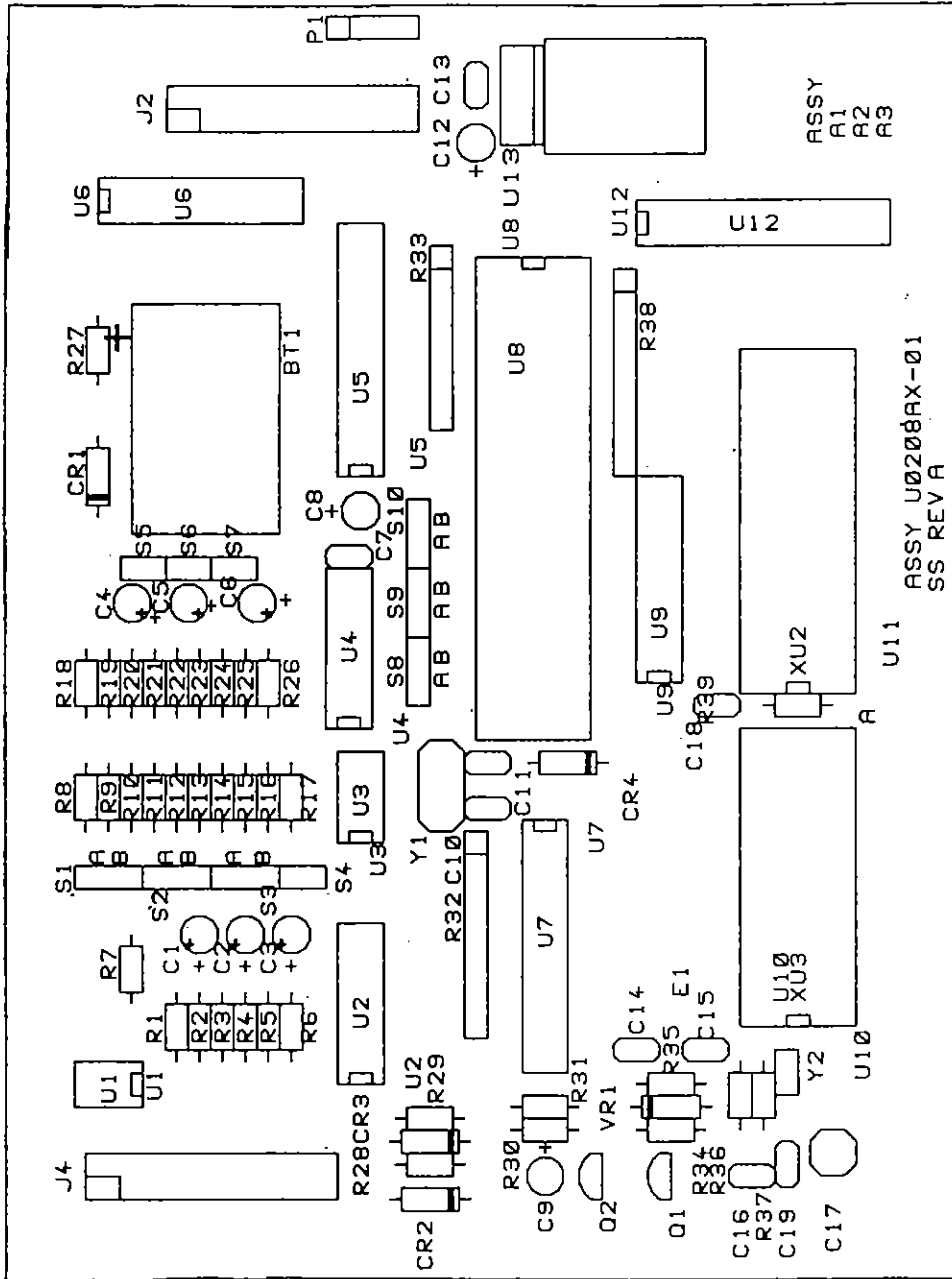 P1
J2
C13
C12
+
U13
ASSY
A1
A2
A3
U6
U6
U8
U12
U12
R33
R27
+
BT1
U5
U5
U8
R38
CR1
C8
+
S10
AB
C7
S9
AB
S8
AB
S5
S6
S7
C4
+
C5
+
C6
+
U4
U4
U9
U9
XU2
U11
ASSY U0208AX-01
SS REV A
R18
R19
R20
R21
R22
R23
R24
R25
R26
C18
R39
A
R8
R9
R10
R11
R12
R13
R14
R15
R16
R17
U3
U3
Y1
C11
CR4
C10
R32
U7
U7
S1
A
B
S2
A
B
S3
A
B
S4
R7
C1
+
C2
+
C3
+
R1
R2
R3
R4
R5
R6
U2
U2
E1
C14
C15
R35
U10
XU3
U10
Y2
U1
U1
R29
CR3
R28
R31
R30
VR1
+
C9
Q2
Q1
R34
R36
C16
R37
C19
C17
J4
CR2